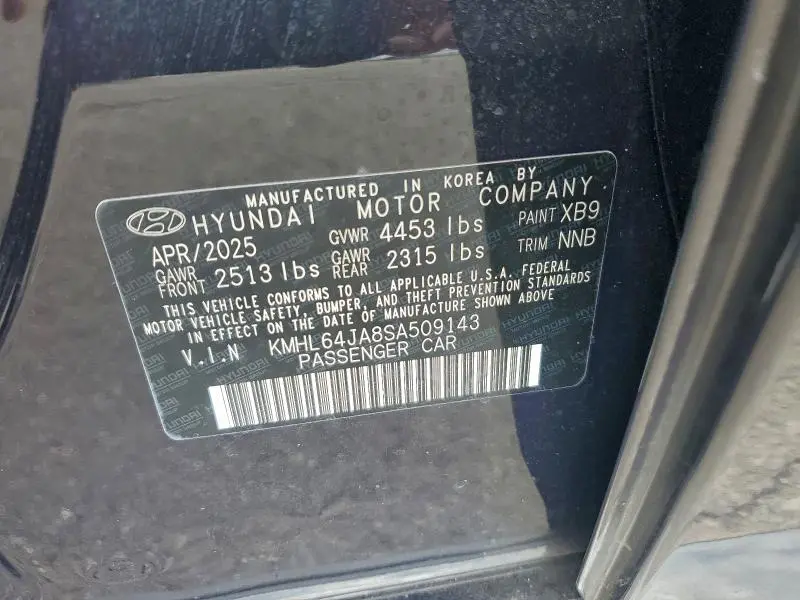 MANUFACTURED IN KOREA BY
HYUNDAI MOTOR COMPANY
APR/2025 GVWR 4453 lbs PAINT XB9
GAWR FRONT 2513 lbs GAWR REAR 2315 lbs TRIM NNB
THIS VEHICLE CONFORMS TO ALL APPLICABLE U.S.A. FEDERAL
MOTOR VEHICLE SAFETY, BUMPER, AND THEFT PREVENTION STANDARDS
IN EFFECT ON THE DATE OF MANUFACTURE SHOWN ABOVE
V.I.N KMHL64JA8SA509143
PASSENGER CAR